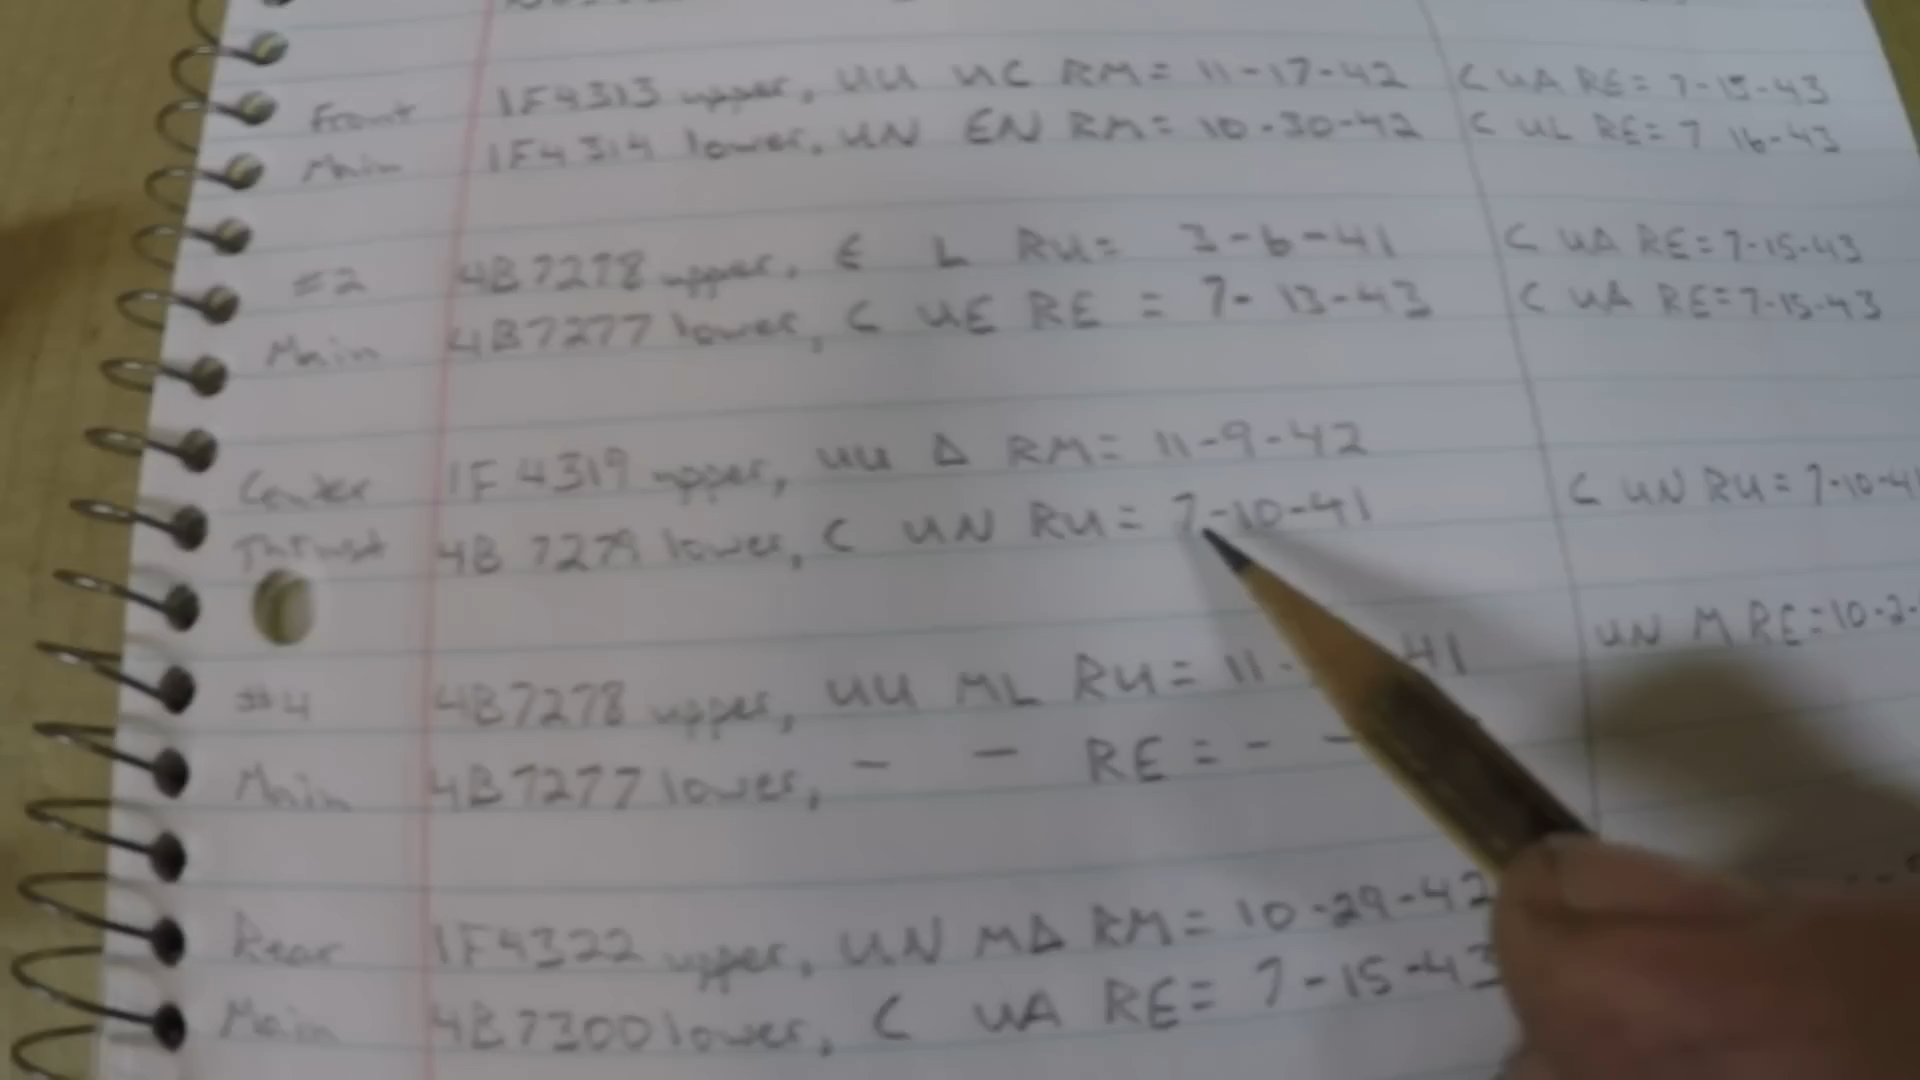 Front 1F4313 upper, UU UC RM= 11-17-42 C UA RE= 7-15-43
Main 1F4314 lower, UN EN RM= 10-30-42 C UL RE= 7 16-43
=2 4B7278 upper, E L RU= 3-6-41 C UA RE=7-15-43
Main 4B7277 lower, C UE RE = 7-13-43 C UA RE=7-15-43
Center 1F4319 upper, UU Δ RM= 11-9-42
Thrust 4B7279 lower, C UN RU= 7-10-41 C UN RU= 7-10-41
#4 4B7278 upper, UU ML RU= 11- 41 UN M RE=10-2-
Main 4B7277 lower, - - RE = - -
Rear 1F4322 upper, UN MΔ RM= 10-29-42
Main 4B7300 lower, C UA RE= 7-15-43